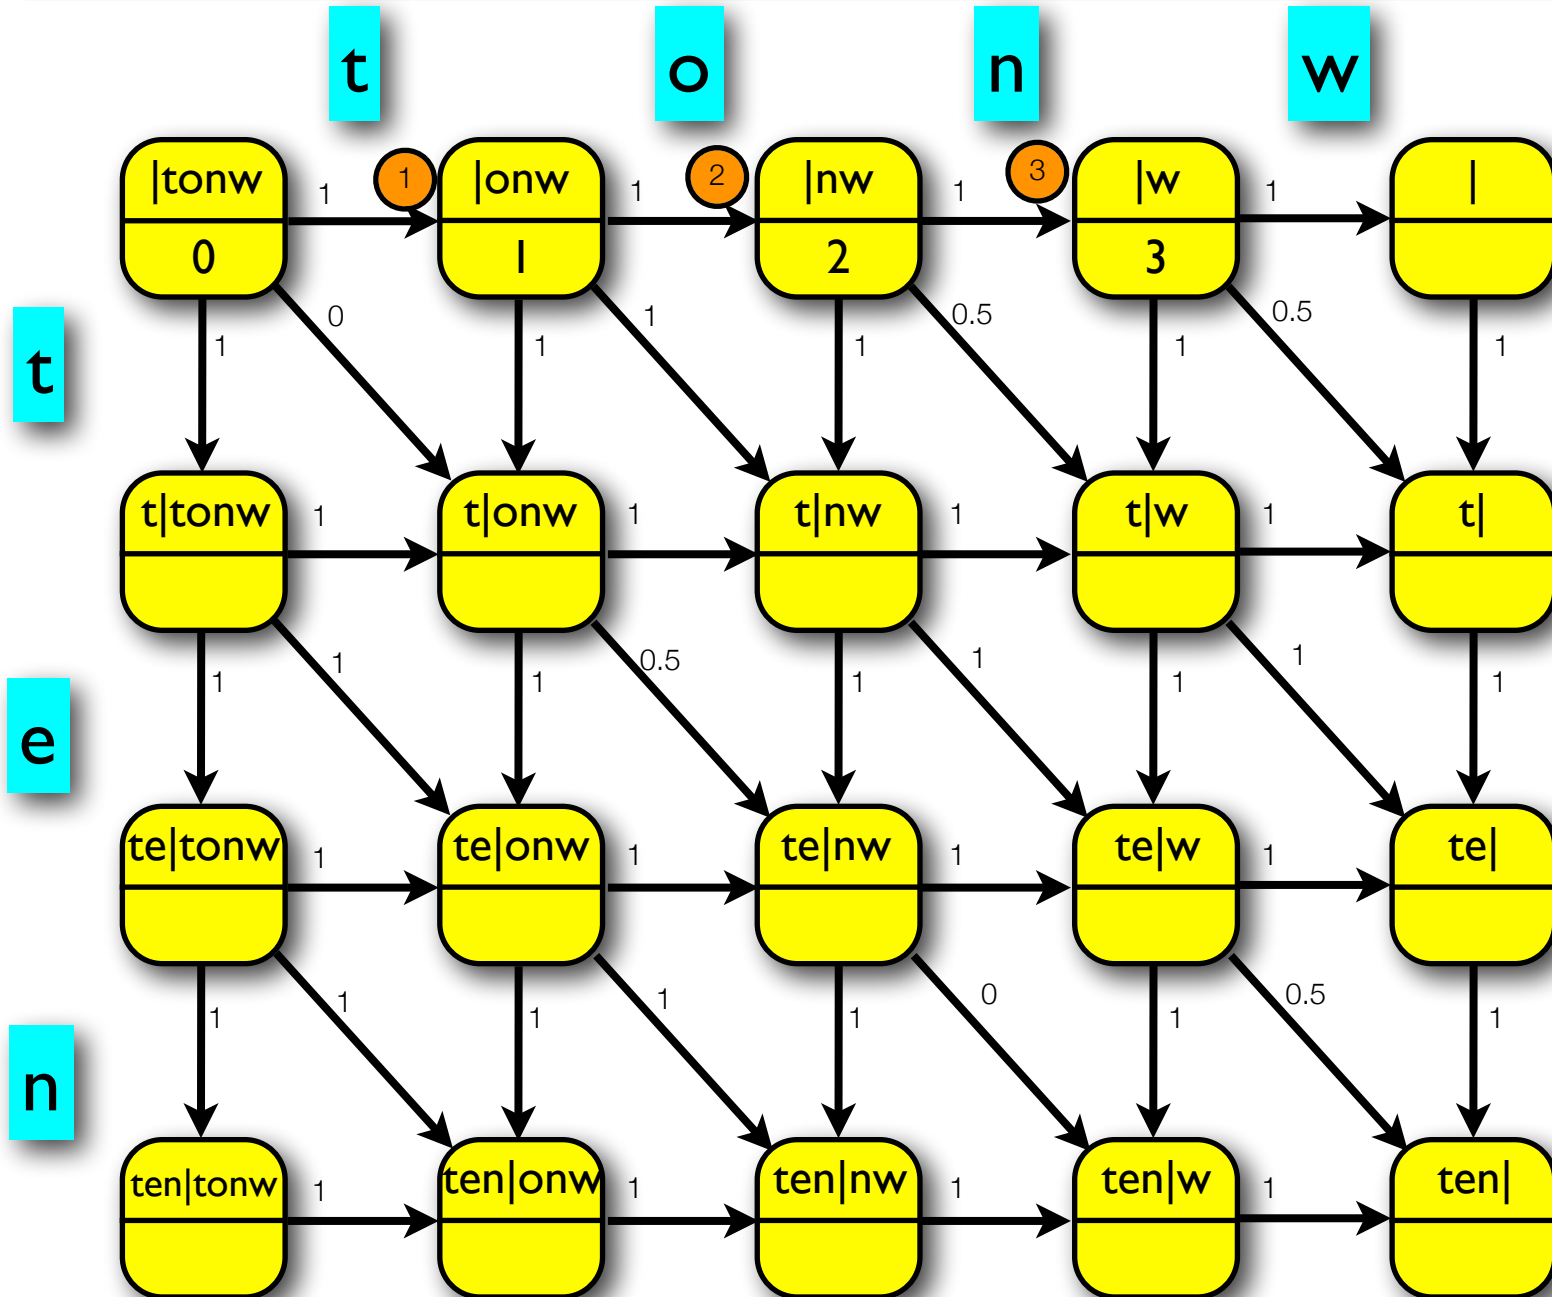 t o n w
|tonw 1 1 |onw 1 2 |nw 1 3 |w 1 |
0 1 2 3
t 1 0 1 1 1 0.5 1 0.5 1
t|tonw 1 t|onw 1 t|nw 1 t|w 1 t|
e 1 1 1 0.5 1 1 1 1 1
te|tonw 1 te|onw 1 te|nw 1 te|w 1 te|
n 1 1 1 1 1 0 1 0.5 1
ten|tonw 1 ten|onw 1 ten|nw 1 ten|w 1 ten|